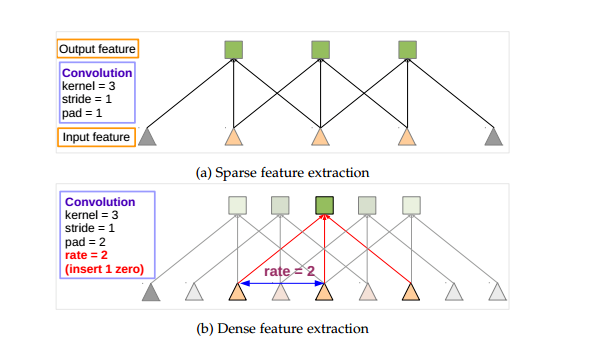 Output feature
Convolution
kernel = 3
stride = 1
pad = 1
Input feature
(a) Sparse feature extraction
Convolution
kernel = 3
stride = 1
pad = 2
rate = 2
(insert 1 zero)
rate = 2
(b) Dense feature extraction